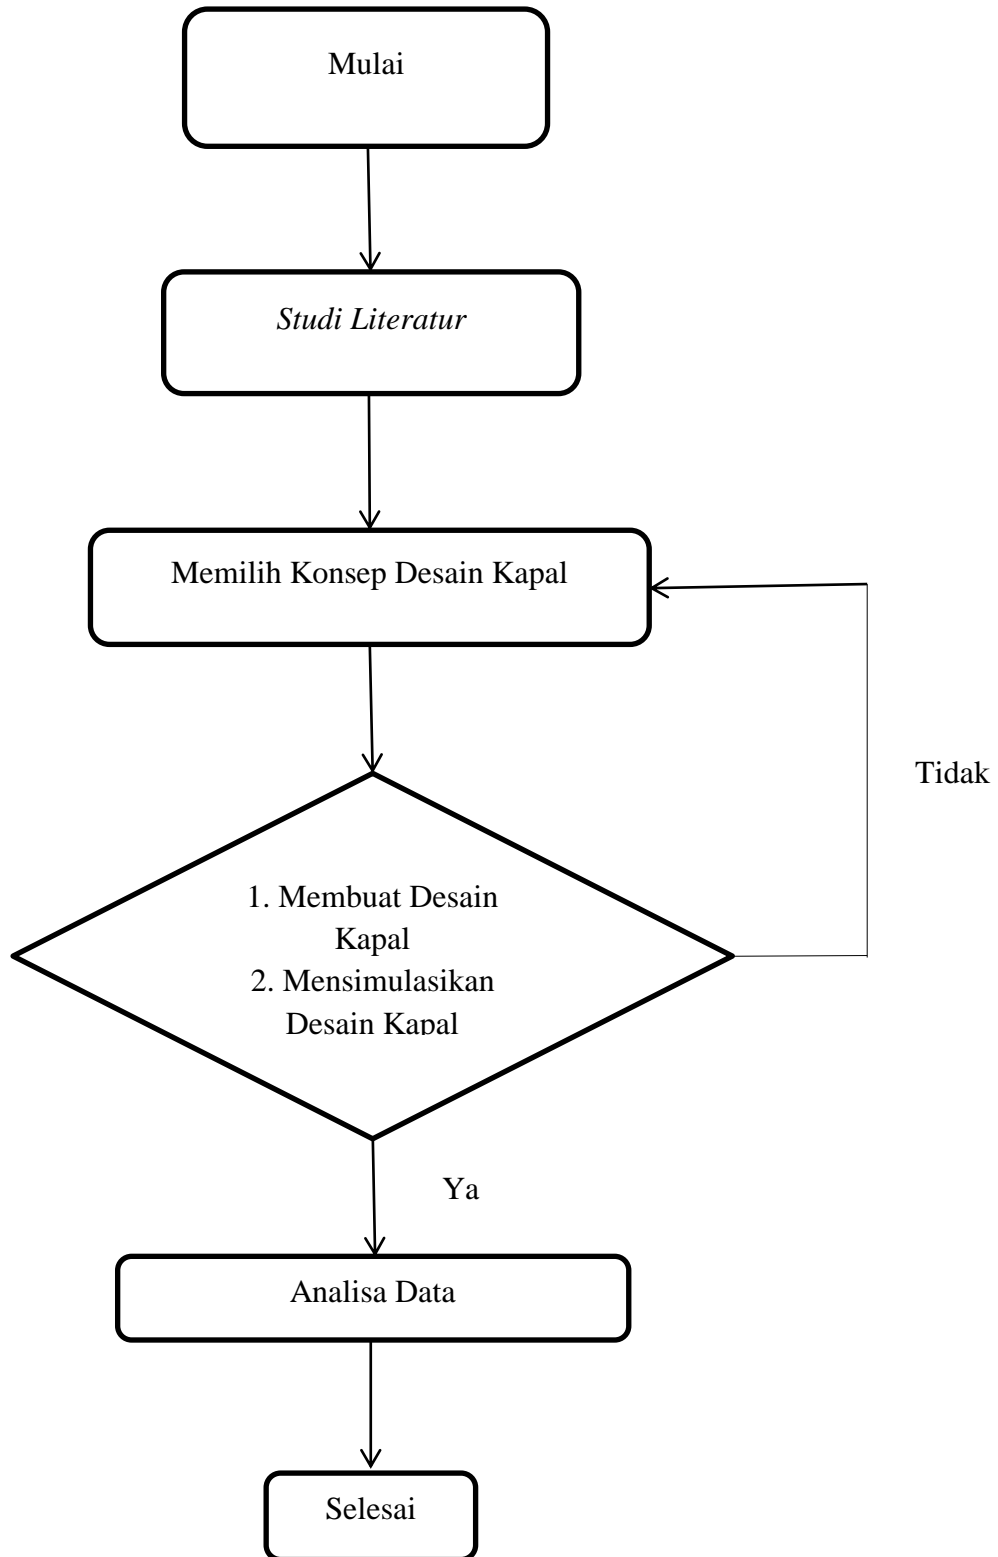 Mulai
Studi Literatur
Memilih Konsep Desain Kapal
Tidak
1. Membuat Desain
Kapal
2. Mensimulasikan
Desain Kapal
Ya
Analisa Data
Selesai